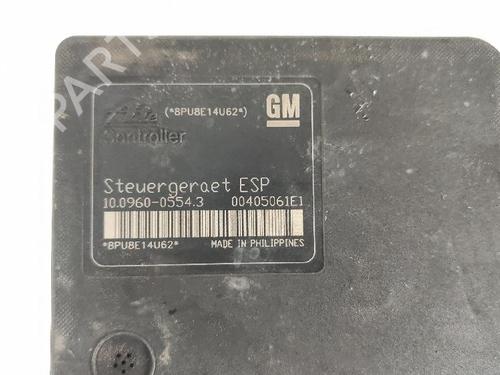 (*8PU8E14U62*)
GM
Controller
Steuergeraet ESP
10.0960-0554.3 00405061E1
*8PU8E14U62* MADE IN PHILIPPINES